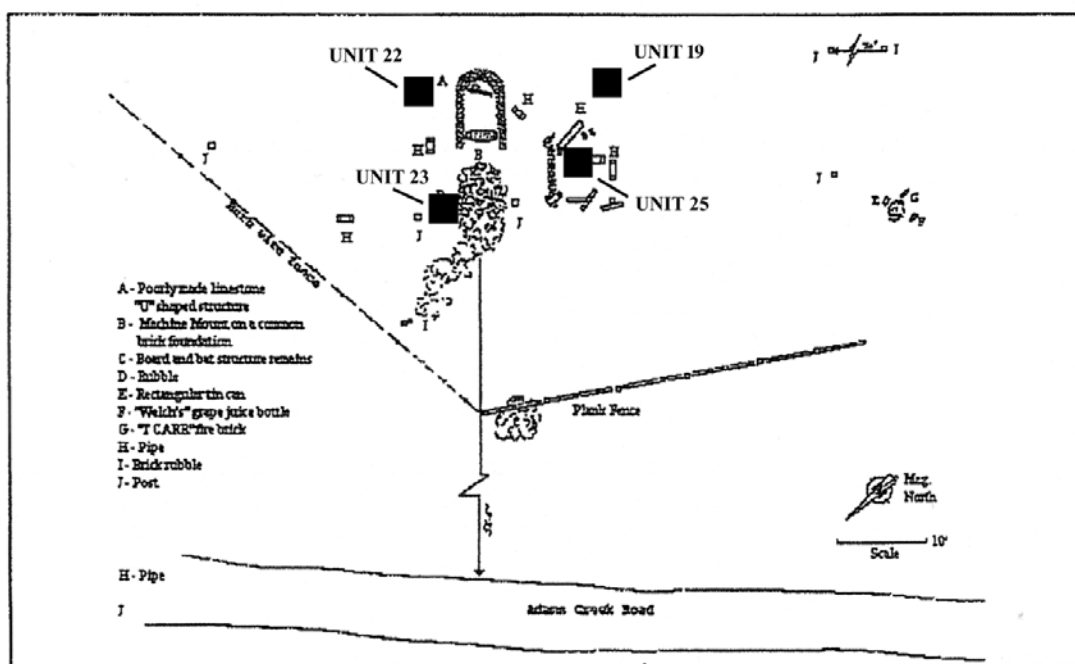 UNIT 22
UNIT 19
A
H
E
J
J
H
B
H
J
UNIT 23
UNIT 25
J
G
F
H
J
J
I
Barb Wire Fence
A - Poorly made limestone
"U" shaped structure
B - Machine Mount on a common
brick foundation
C - Board and bat structure remains
D - Rubble
E - Rectangular tin can
F - "Welch's" grape juice bottle
G - "T CARR" fire brick
H - Pipe
I - Brick rubble
J - Post
Plank Fence
Mag.
North
10'
Scale
H - Pipe
J
Adams Creek Road